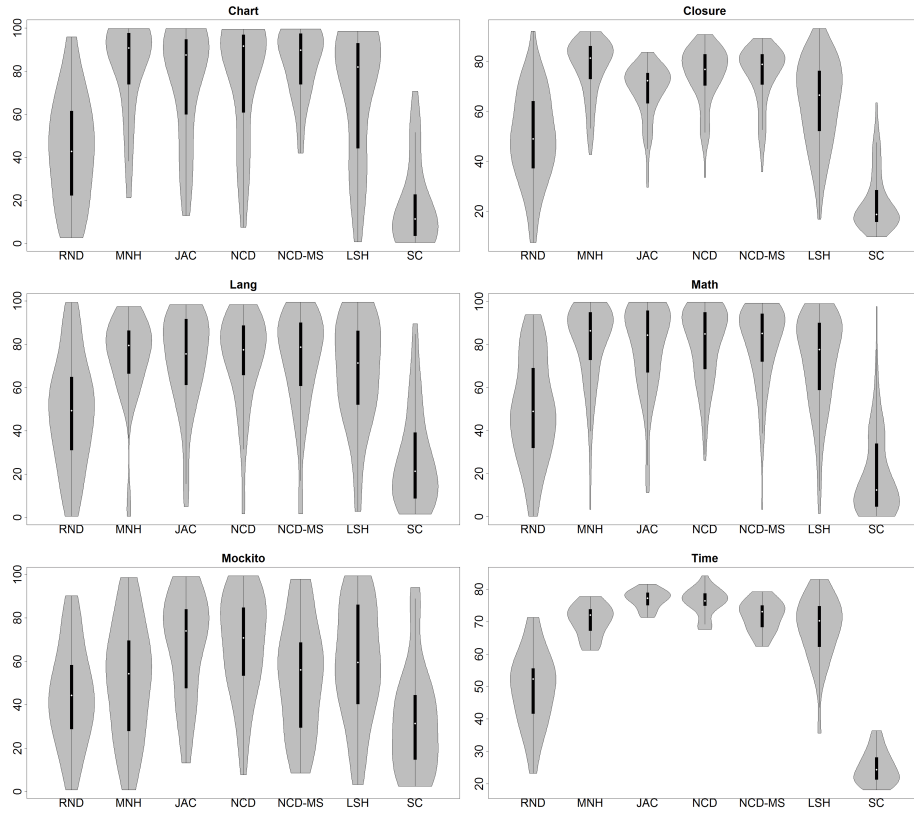 Chart
100
80
60
40
20
0
RND MNH JAC NCD NCD-MS LSH SC
Closure
80
60
40
20
RND MNH JAC NCD NCD-MS LSH SC
Lang
100
80
60
40
20
0
RND MNH JAC NCD NCD-MS LSH SC
Math
100
80
60
40
20
0
RND MNH JAC NCD NCD-MS LSH SC
Mockito
100
80
60
40
20
0
RND MNH JAC NCD NCD-MS LSH SC
Time
80
70
60
50
40
30
20
RND MNH JAC NCD NCD-MS LSH SC